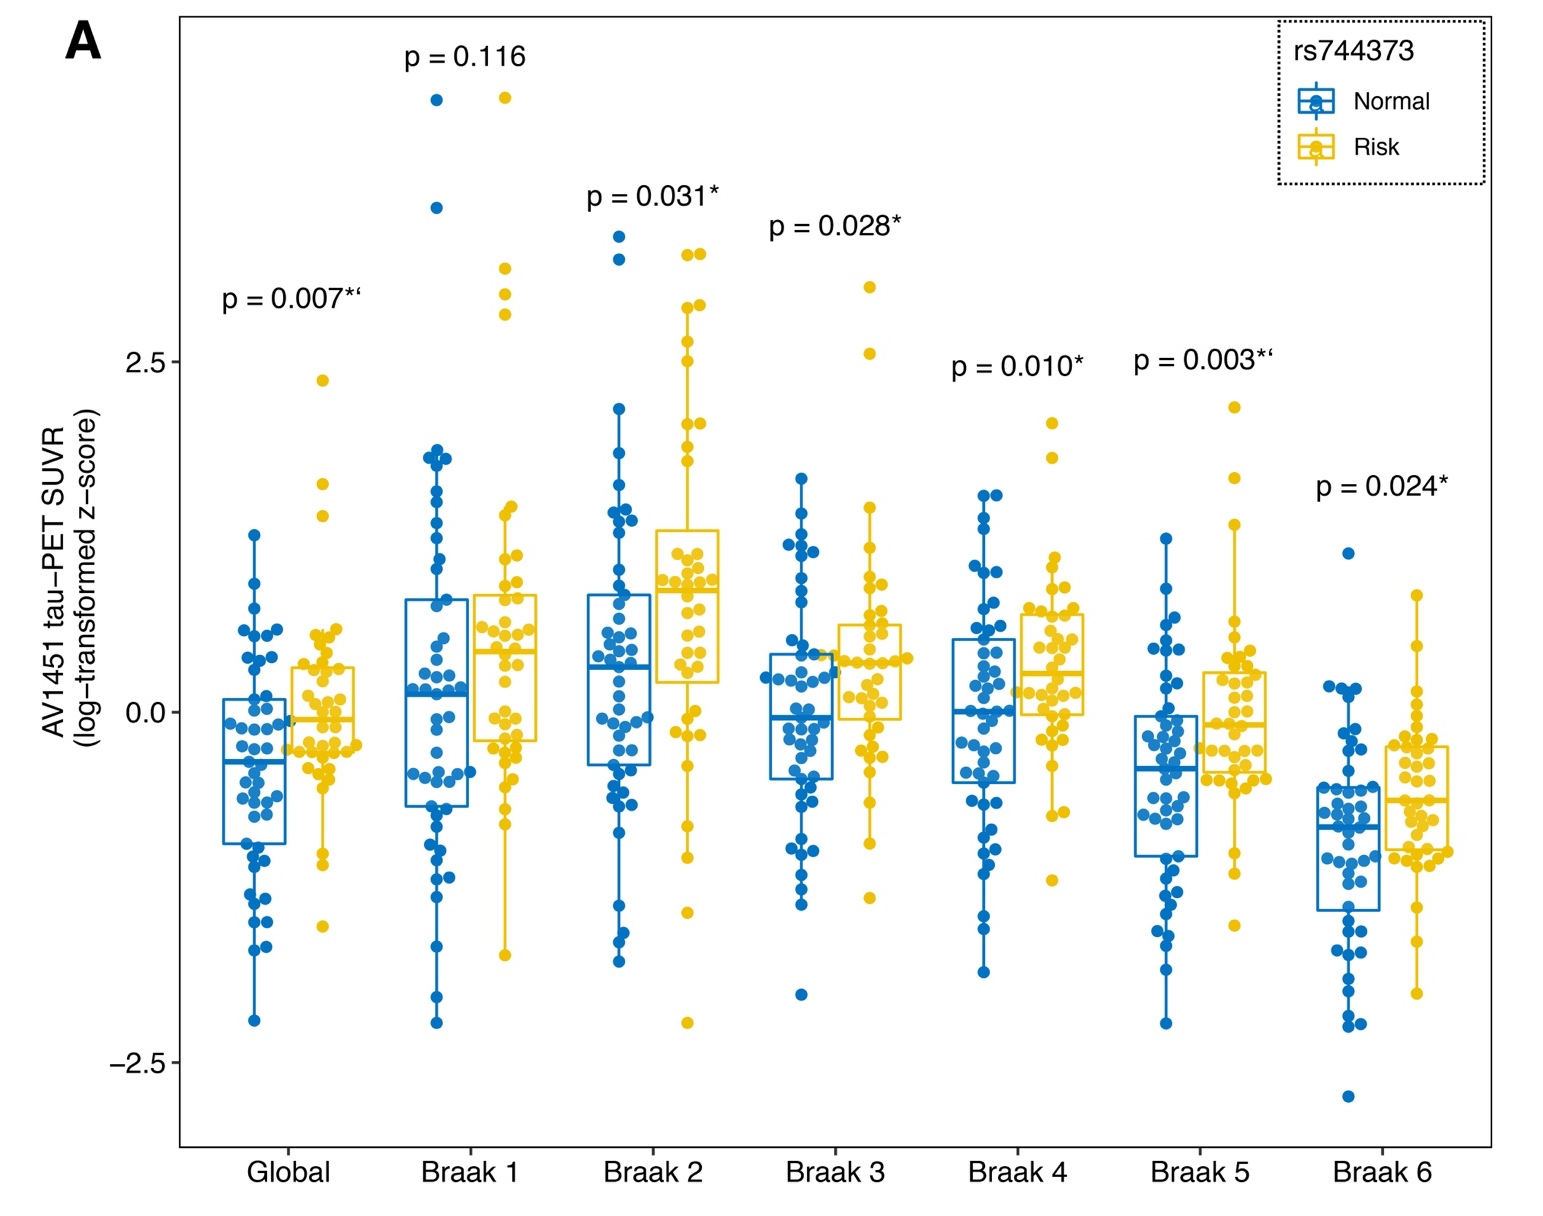 A
p = 0.116
rs744373
Normal
Risk
p = 0.031*
p = 0.028*
p = 0.007*‘
2.5
p = 0.010*
p = 0.003*‘
p = 0.024*
AV1451 tau−PET SUVR
(log−transformed z−score)
0.0
−2.5
Global
Braak 1
Braak 2
Braak 3
Braak 4
Braak 5
Braak 6